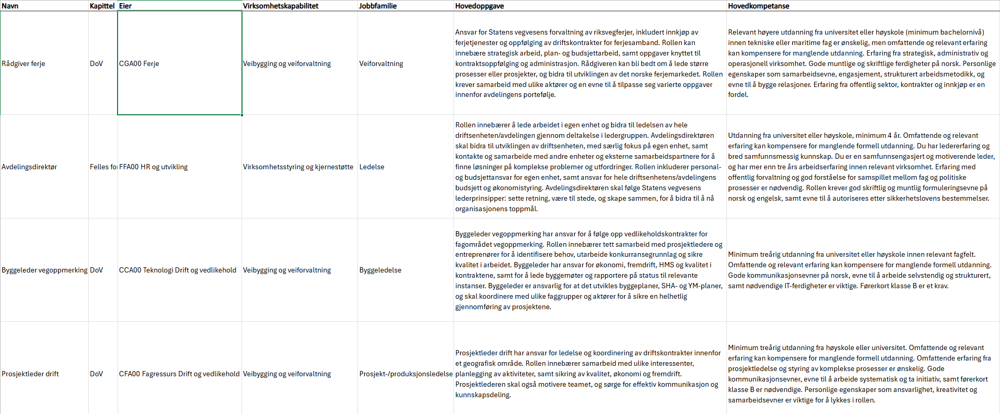 Navn Kapittel Eier Virksomhetskapabilitet Jobbfamilie Hovedoppgave Hovedkompetanse
Rådgiver ferje
DoV
CGA00 Ferje
Veibygging og veiforvaltning
Veiforvaltning
Ansvar for Statens vegvesens forvaltning av riksvegferjer, inkludert innkjøp av
ferjetjenester og oppfølging av driftskontrakter for ferjesamband. Rollen kan
innebære strategisk arbeid, plan- og budsjettarbeid, samt oppgaver knyttet til
kontraktsoppfølging og administrasjon. Rådgiveren kan bli bedt om å lede større
prosesser eller prosjekter, og bidra til utviklingen av det norske ferjemarkedet. Rollen
krever samarbeid med ulike aktører og en evne til å tilpasse seg varierte oppgaver
innenfor avdelingens portefølje.
Relevant høyere utdanning fra universitet eller høyskole (minimum bachelornivå)
innen tekniske eller maritime fag er ønskelig, men omfattende og relevant erfaring
kan kompensere for manglende utdanning. Erfaring fra strategisk, administrativ og
operasjonell virksomhet. Gode muntlige og skriftlige ferdigheter på norsk. Personlige
egenskaper som samarbeidsevne, engasjement, strukturert arbeidsmetodikk, og
evne til å bygge relasjoner. Erfaring fra offentlig sektor, kontrakter og innkjøp er en
fordel.
Avdelingsdirektør
Felles for
FFA00 HR og utvikling
Virksomhetsstyring og kjernestøtte
Ledelse
Rollen innebærer å lede arbeidet i egen enhet og bidra til ledelsen av hele
driftsenheten/avdelingen gjennom deltakelse i ledergruppen. Avdelingsdirektøren
skal bidra til utviklingen av driftsenheten, med særlig fokus på egen enhet, samt
kontakte og samarbeide med andre enheter og eksterne samarbeidspartnere for å
finne løsninger på komplekse problemer og utfordringer. Rollen inkluderer personal-
og budsjettansvar for egen enhet, samt ansvar for hele driftsenhetens/avdelingens
budsjett og økonomistyring. Avdelingsdirektøren skal følge Statens vegvesens
lederprinsipper: sette retning, være til stede, og skape sammen, for å bidra til å nå
organisasjonens toppmål.
Utdanning fra universitet eller høyskole, minimum 4 år. Omfattende og relevant
erfaring kan kompensere for manglende formell utdanning. Du har ledererfaring og
bred samfunnsmessig kunnskap. Du er en samfunnsengasjert og motiverende leder,
og har mer enn tre års arbeidserfaring innen relevant virksomhet. Erfaring med
offentlig forvaltning og god forståelse for samspillet mellom fag og politiske
prosesser er nødvendig. Rollen krever god skriftlig og muntlig formuleringsevne på
norsk og engelsk, samt evne til å autoriseres etter sikkerhetslovens bestemmelser.
Byggeleder vegoppmerking
DoV
CCA00 Teknologi Drift og vedlikehold
Veibygging og veiforvaltning
Byggeledelse
Byggeleder vegoppmerking har ansvar for å følge opp vedlikeholdskontrakter for
fagområdet vegoppmerking. Rollen innebærer tett samarbeid med prosjektledere og
entreprenører for å identifisere behov, utarbeide konkurransegrunnlag og sikre
kvalitet i arbeidet. Byggeleder har ansvar for økonomi, fremdrift, HMS og kvalitet i
kontraktene, samt for å lede byggemøter og rapportere på status til relevante
instanser. Byggeleder er ansvarlig for at det utvikles byggeplaner, SHA- og YM-planer,
og skal koordinere med ulike faggrupper og aktører for å sikre en helhetlig
gjennomføring av prosjektene.
Minimum treårig utdanning fra universitet eller høyskole innen relevant fagfelt.
Omfattende og relevant erfaring kan kompensere for manglende formell utdanning.
Gode kommunikasjonsevner på norsk, evne til å arbeide selvstendig og strukturert,
samt nødvendige IT-ferdigheter er viktige. Førerkort klasse B er et krav.
Prosjektleder drift
DoV
CFA00 Fagressurs Drift og vedlikehold
Veibygging og veiforvaltning
Prosjekt-/produksjonsledelse
Prosjektleder drift har ansvar for ledelse og koordinering av driftskontrakter innenfor
et geografisk område. Rollen innebærer samarbeid med ulike interessenter,
planlegging av aktiviteter, samt sikring av kvalitet, økonomi og fremdrift.
Prosjektlederen skal også motivere teamet, og sørge for effektiv kommunikasjon og
kunnskapsdeling.
Minimum treårig utdanning fra høyskole eller universitet. Omfattende og relevant
erfaring kan kompensere for manglende formell utdanning. Omfattende erfaring fra
prosjektledelse og styring av komplekse prosesser er ønskelig. Gode
kommunikasjonsevner, evne til å arbeide systematisk og ta initiativ, samt førerkort
klasse B er nødvendige. Personlige egenskaper som ansvarlighet, kreativitet og
samarbeidsevner er viktige for å lykkes i rollen.